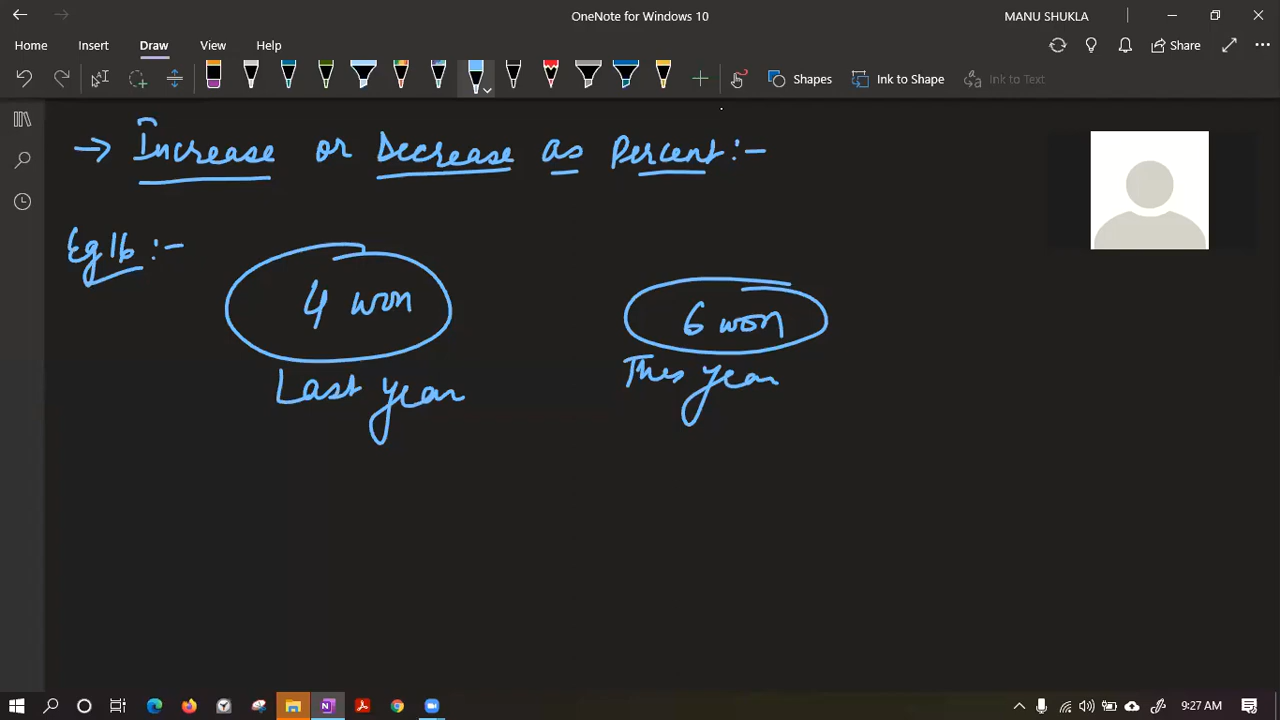 OneNote for Windows 10
MANU SHUKLA
Home Insert Draw View Help
Share
Shapes
Ink to Shape
Ink to Text
→ Increase or Decrease as Percent :-
Eg 16 :-
4 won
6 won
Last year
This year
9:27 AM